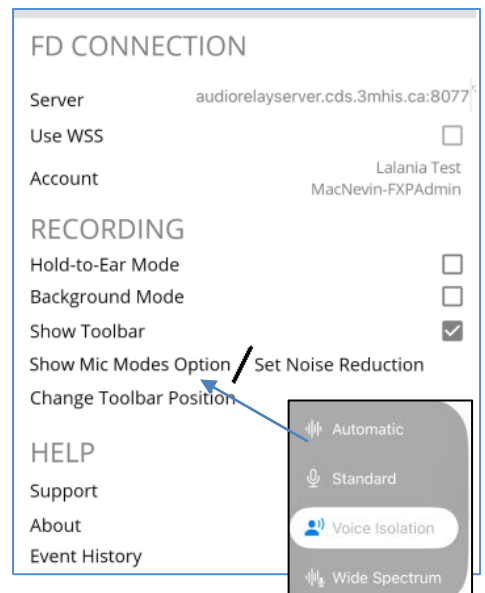 FD CONNECTION
Server audiorelayserver.cds.3mhis.ca:8077
Use WSS
Account Lalania Test
MacNevin-FXPAdmin
RECORDING
Hold-to-Ear Mode
Background Mode
Show Toolbar
Show Mic Modes Option / Set Noise Reduction
Change Toolbar Position
HELP
Support
About
Event History
Automatic
Standard
Voice Isolation
Wide Spectrum